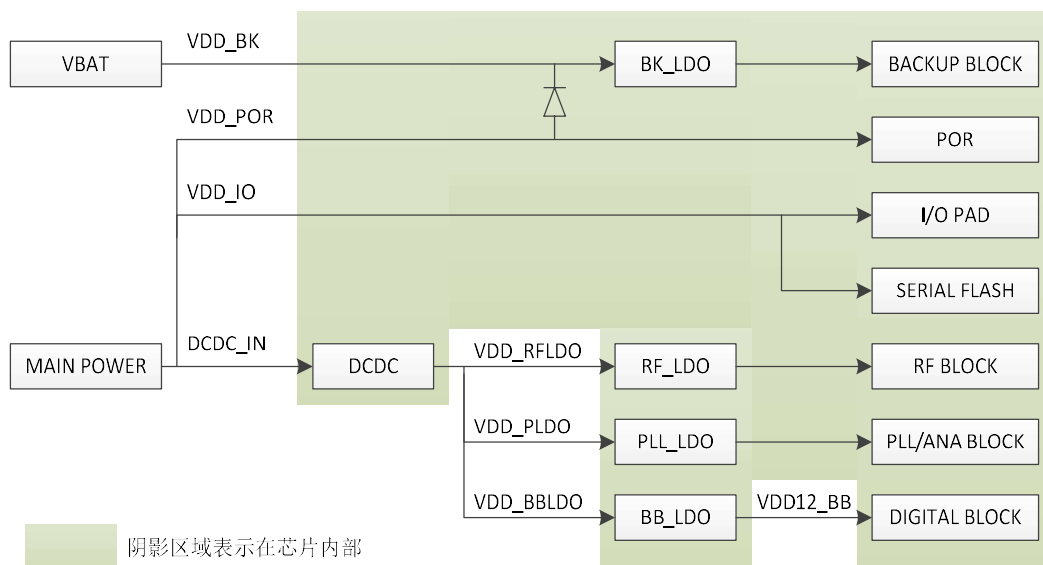 VDD_BK
VBAT
BK_LDO
BACKUP BLOCK
VDD_POR
POR
VDD_IO
I/O PAD
SERIAL FLASH
DCDC_IN
MAIN POWER
DCDC
VDD_RFLDO
RF_LDO
RF BLOCK
VDD_PLDO
PLL_LDO
PLL/ANA BLOCK
VDD_BBLDO
BB_LDO
VDD12_BB
DIGITAL BLOCK
阴影区域表示在芯片内部